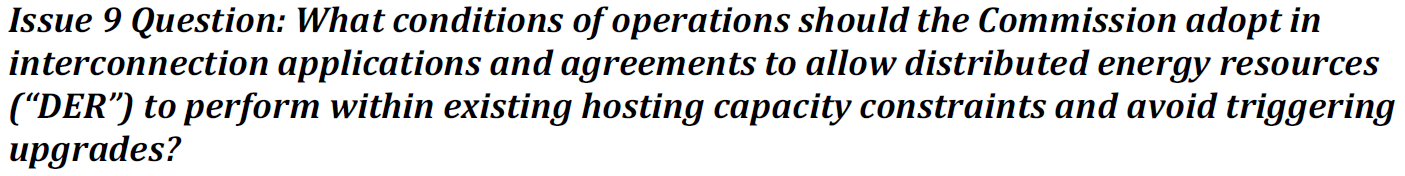 Issue 9 Question: What conditions of operations should the Commission adopt in
interconnection applications and agreements to allow distributed energy resources
(“DER”) to perform within existing hosting capacity constraints and avoid triggering
upgrades?